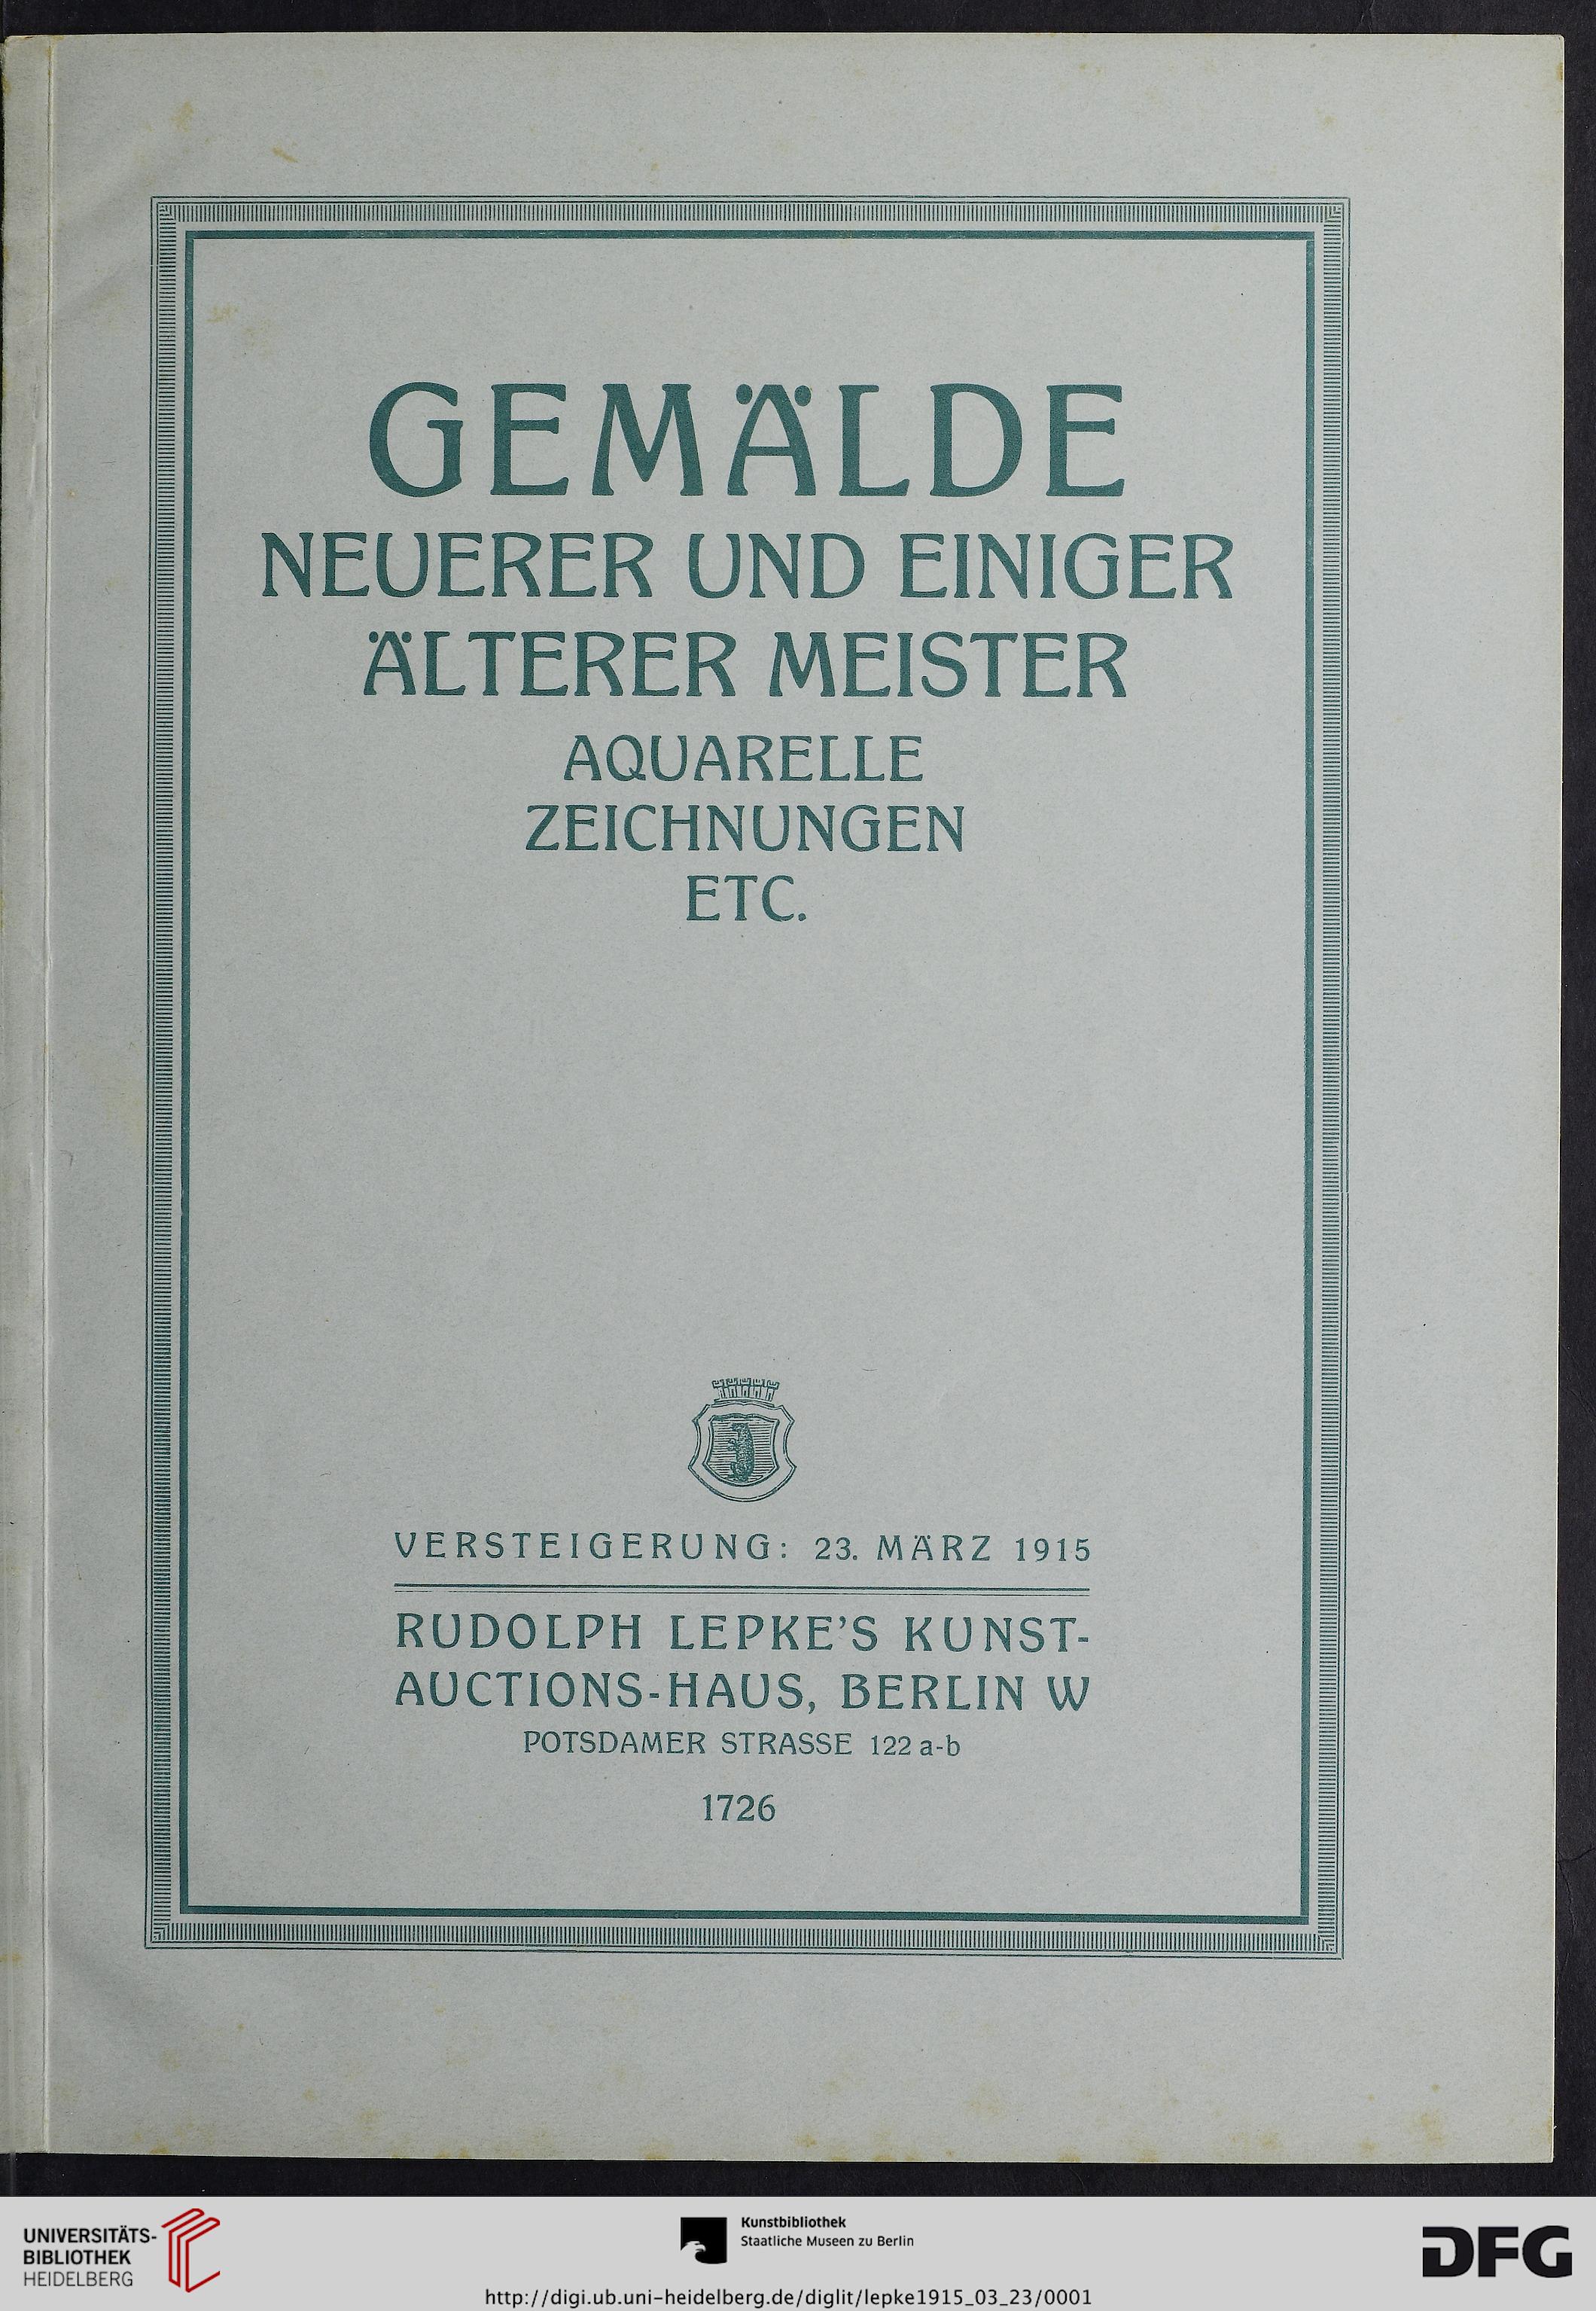 GEMÄLDE
NEUERER UND EINIGER
ÄLTERER MEISTER
AQUARELLE
ZEICHNUNGEN
ETC.
VERSTEIGERUNG: 23. MÄRZ 1915
RUDOLPH LEPKE'S KUNST-
AUCTIONS-HAUS, BERLIN W
POTSDAMER STRASSE 122 a-b
1726
UNIVERSITÄTS-
BIBLIOTHEK
HEIDELBERG
Kunstbibliothek
Staatliche Museen zu Berlin
http://digi.ub.uni-heidelberg.de/diglit/lepke1915_03_23/0001
DFG